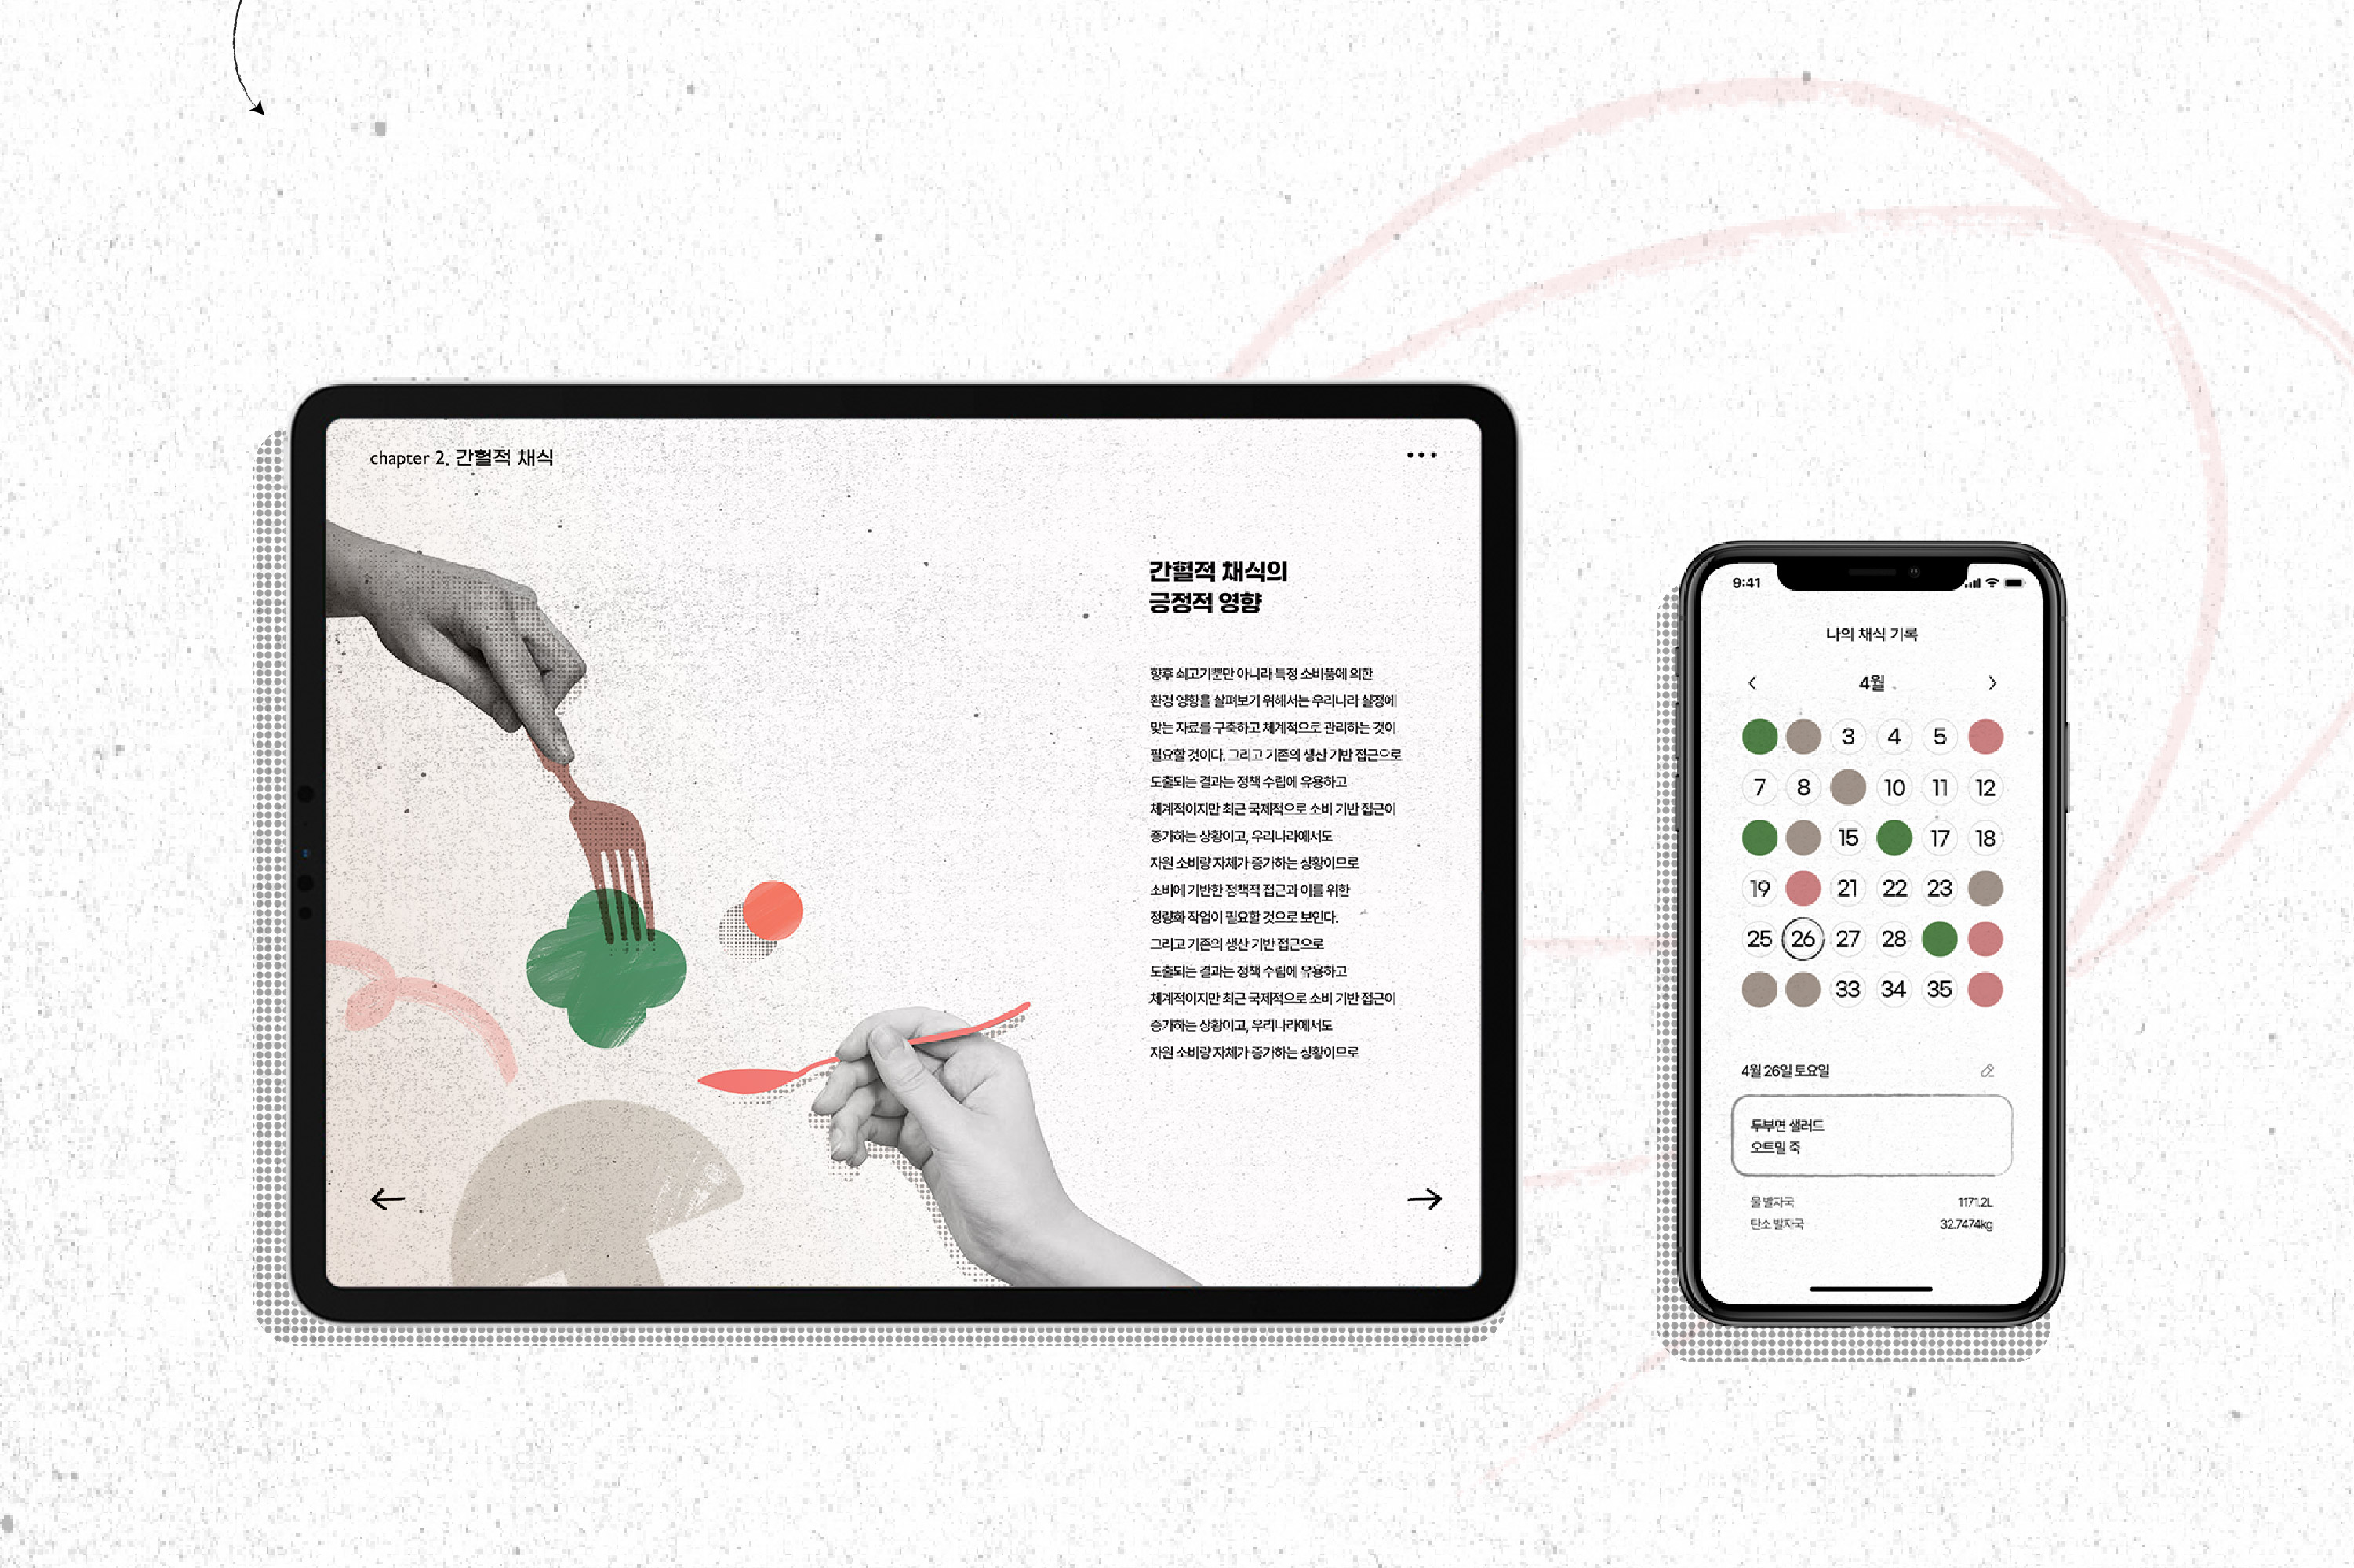 chapter 2. 간헐적 채식
간헐적 채식의
긍정적 영향
향후 쇠고기뿐만 아니라 특정 소비품에 의한
환경 영향을 살펴보기 위해서는 우리나라 실정에
맞는 자료를 구축하고 체계적으로 관리하는 것이
필요할 것이다. 그리고 기존의 생산 기반 접근으로
도출되는 결과는 정책 수립에 유용하고
체계적이지만 최근 국제적으로 소비 기반 접근이
증가하는 상황이고, 우리나라에서도
자원 소비량 자체가 증가하는 상황이므로
소비에 기반한 정책적 접근과 이를 위한
정량화 작업이 필요할 것으로 보인다.
그리고 기존의 생산 기반 접근으로
도출되는 결과는 정책 수립에 유용하고
체계적이지만 최근 국제적으로 소비 기반 접근이
증가하는 상황이고, 우리나라에서도
자원 소비량 자체가 증가하는 상황이므로
9:41
나의 채식 기록
4월
3 4 5
7 8 10 11 12
15 17 18
19 21 22 23
25 26 27 28
33 34 35
4월 26일 토요일
두부면 샐러드
오트밀 죽
물 발자국 1171.2L
탄소 발자국 32.7474kg